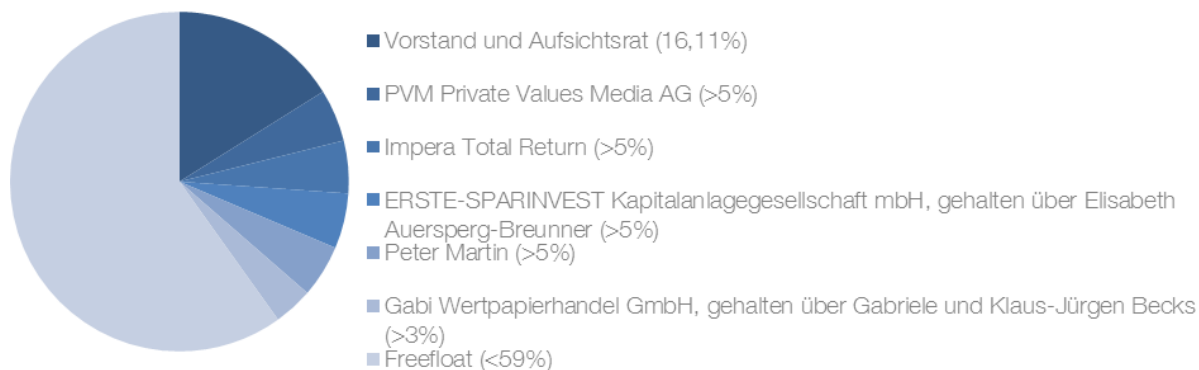 Vorstand und Aufsichtsrat (16,11%)
PVM Private Values Media AG (>5%)
Impera Total Return (>5%)
ERSTE-SPARINVEST Kapitalanlagegesellschaft mbH, gehalten über Elisabeth
Auersperg-Breunner (>5%)
Peter Martin (>5%)
Gabi Wertpapierhandel GmbH, gehalten über Gabriele und Klaus-Jürgen Becks
(>3%)
Freefloat (<59%)